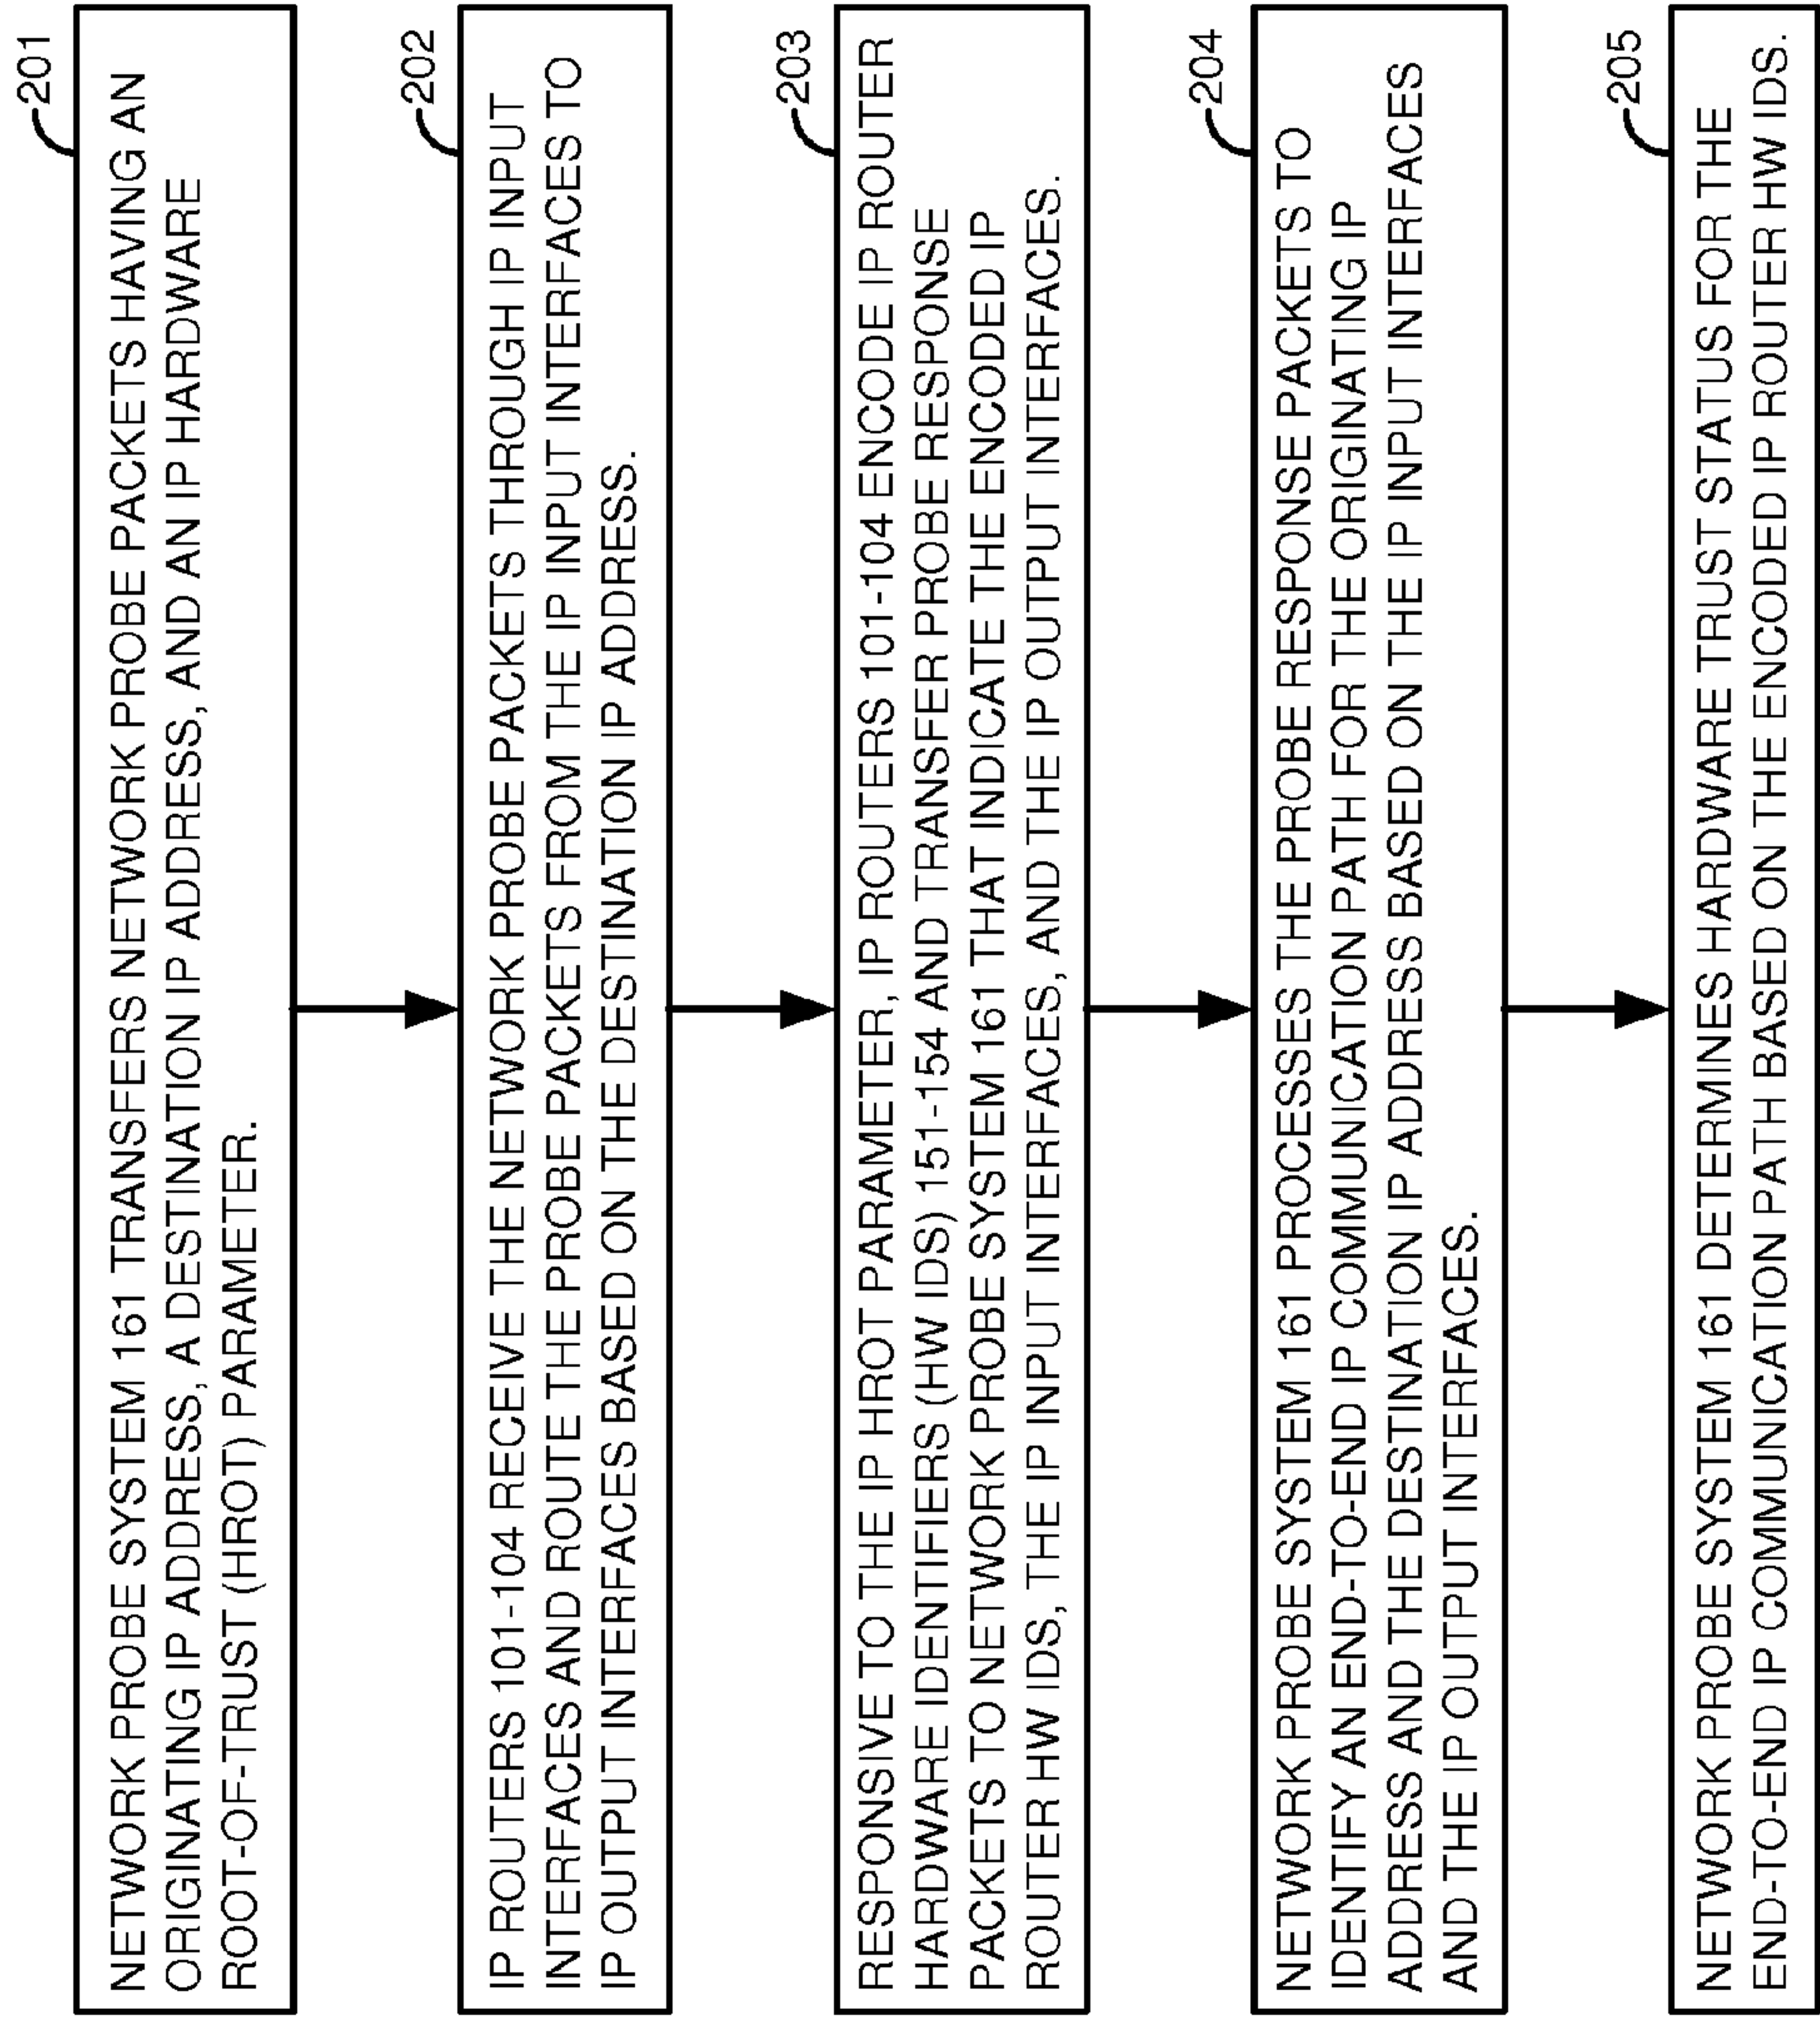 201
NETWORK PROBE SYSTEM 161 TRANSFERS NETWORK PROBE PACKETS HAVING AN
ORIGINATING IP ADDRESS, A DESTINATION IP ADDRESS, AND AN IP HARDWARE
ROOT-OF-TRUST (HROT) PARAMETER.
202
IP ROUTERS 101-104 RECEIVE THE NETWORK PROBE PACKETS THROUGH IP INPUT
INTERFACES AND ROUTE THE PROBE PACKETS FROM THE IP INPUT INTERFACES TO
IP OUTPUT INTERFACES BASED ON THE DESTINATION IP ADDRESS.
203
RESPONSIVE TO THE IP HROT PARAMETER, IP ROUTERS 101-104 ENCODE IP ROUTER
HARDWARE IDENTIFIERS (HW IDS) 151-154 AND TRANSFER PROBE RESPONSE
PACKETS TO NETWORK PROBE SYSTEM 161 THAT INDICATE THE ENCODED IP
ROUTER HW IDS, THE IP INPUT INTERFACES, AND THE IP OUTPUT INTERFACES.
204
NETWORK PROBE SYSTEM 161 PROCESSES THE PROBE RESPONSE PACKETS TO
IDENTIFY AN END-TO-END IP COMMUNICATION PATH FOR THE ORIGINATING IP
ADDRESS AND THE DESTINATION IP ADDRESS BASED ON THE IP INPUT INTERFACES
AND THE IP OUTPUT INTERFACES.
205
NETWORK PROBE SYSTEM 161 DETERMINES HARDWARE TRUST STATUS FOR THE
END-TO-END IP COMMUNICATION PATH BASED ON THE ENCODED IP ROUTER HW IDS.